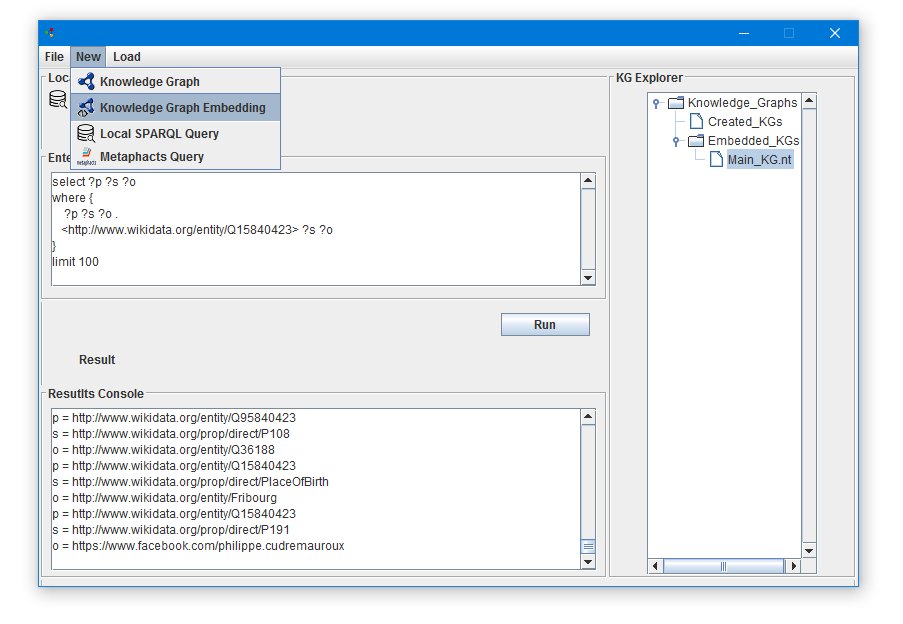 File New Load
Loc
Knowledge Graph
Knowledge Graph Embedding
Local SPARQL Query
metaphacts Metaphacts Query
Ente
select ?p ?s ?o
where {
?p ?s ?o .
<http://www.wikidata.org/entity/Q15840423> ?s ?o
}
limit 100
Run
Result
Resutlts Console
p = http://www.wikidata.org/entity/Q95840423
s = http://www.wikidata.org/prop/direct/P108
o = http://www.wikidata.org/entity/Q36188
p = http://www.wikidata.org/entity/Q15840423
s = http://www.wikidata.org/prop/direct/PlaceOfBirth
o = http://www.wikidata.org/entity/Fribourg
p = http://www.wikidata.org/entity/Q15840423
s = http://www.wikidata.org/prop/direct/P191
o = https://www.facebook.com/philippe.cudremauroux
KG Explorer
Knowledge_Graphs
Created_KGs
Embedded_KGs
Main_KG.nt